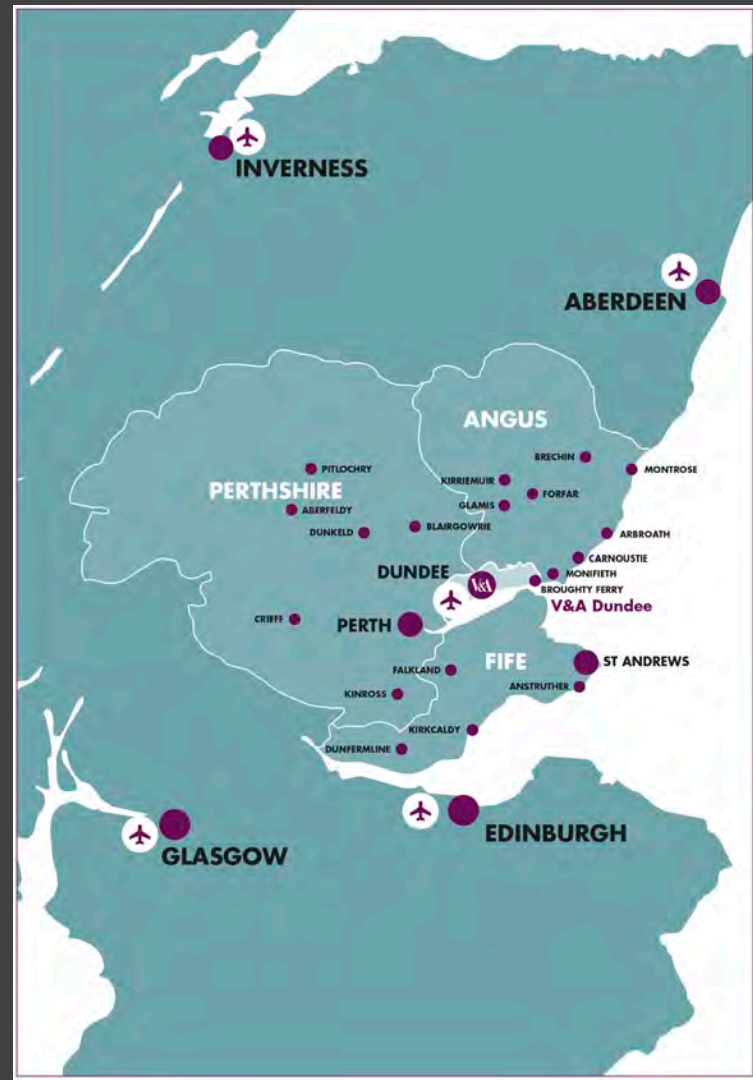 INVERNESS
ABERDEEN
ANGUS
BRECHIN
MONTROSE
PITLOCHRY
KIRRIEMUIR
PERTHSHIRE
FORFAR
GLAMIS
ABERFELDY
BLAIRGOWRIE
DUNKELD
ARBROATH
CARNOUSTIE
DUNDEE
V&A
MONIFIETH
BROUGHTY FERRY
V&A Dundee
CRIEFF
PERTH
FIFE
ST ANDREWS
FALKLAND
ANSTRUTHER
KINROSS
KIRKCALDY
DUNFERMLINE
EDINBURGH
GLASGOW